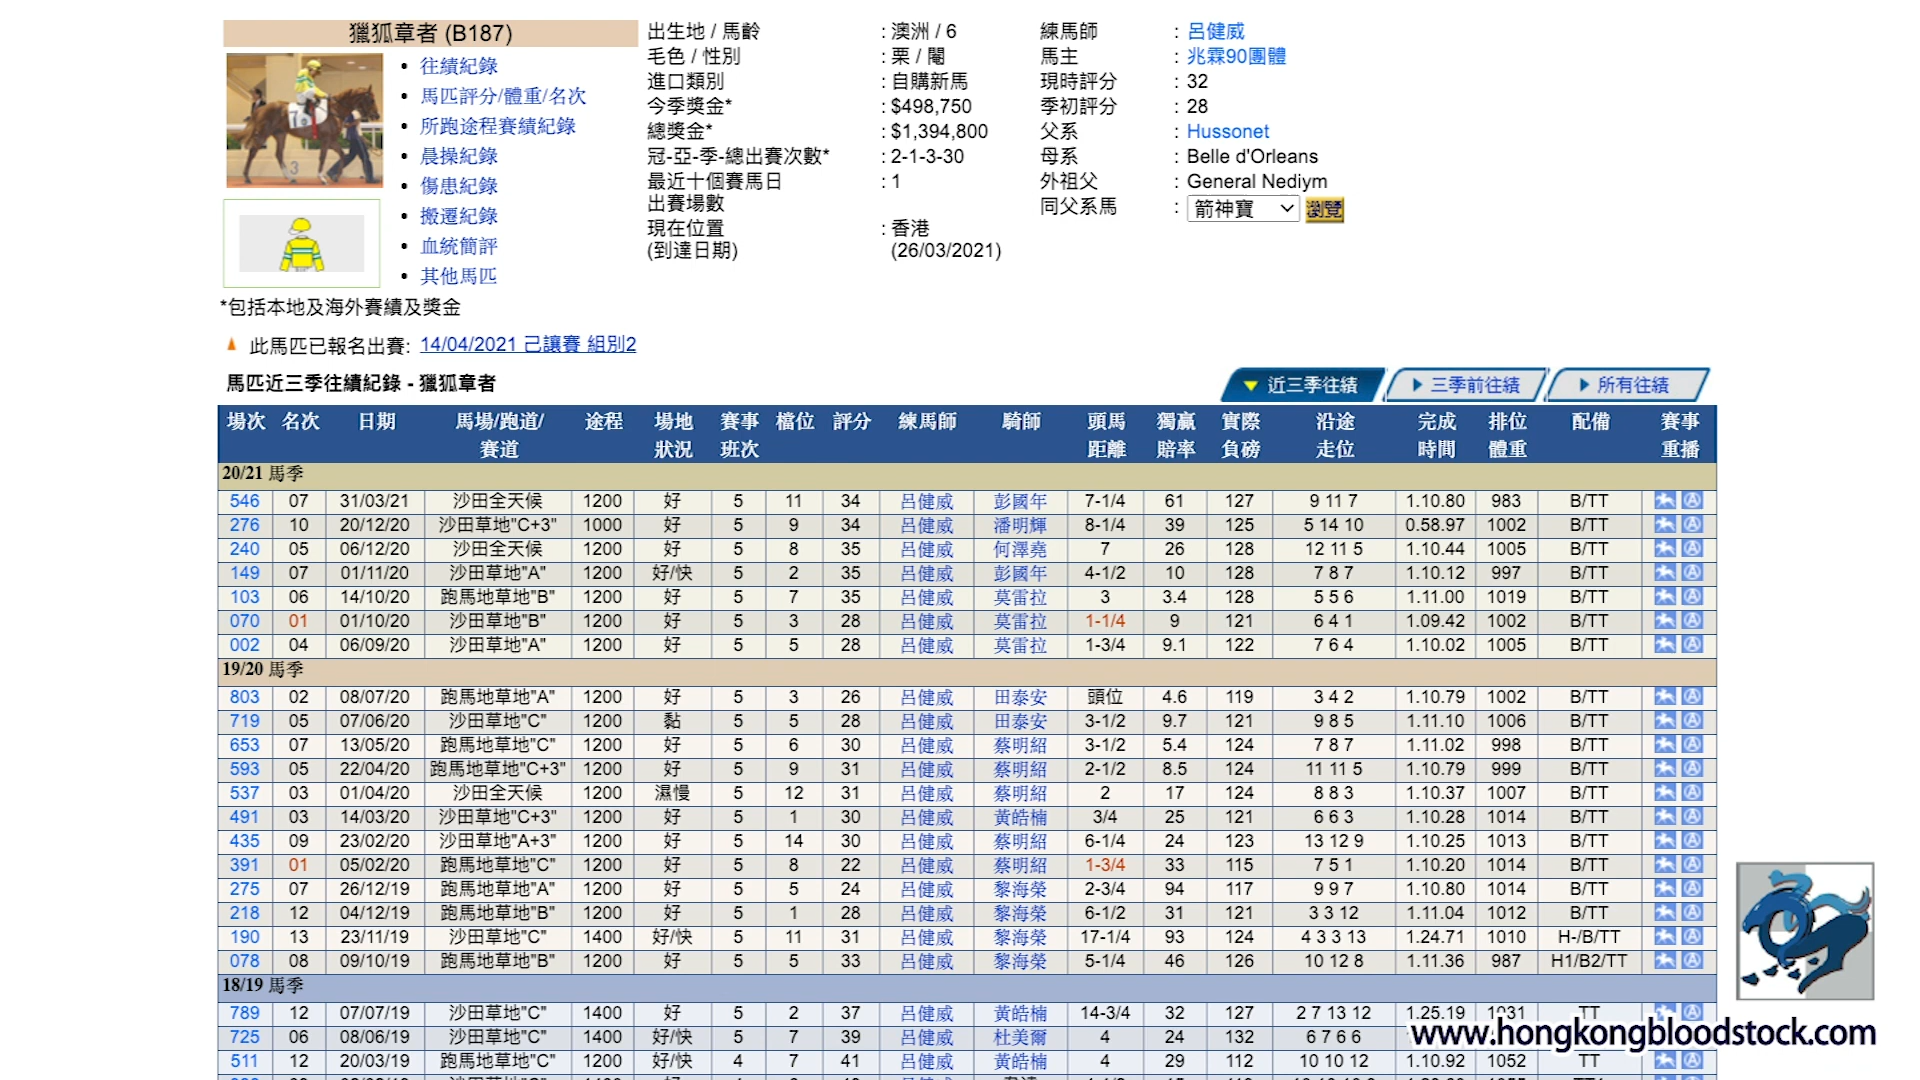 獵狐章者 (B187)
往績紀錄
馬匹評分/體重/名次
所跑途程賽績紀錄
晨操紀錄
傷患紀錄
搬遷紀錄
血統簡評
其他馬匹
出生地 / 馬齡 : 澳洲 / 6
毛色 / 性別 : 栗 / 閹
進口類別 : 自購新馬
今季獎金* : $498,750
總獎金* : $1,394,800
冠-亞-季-總出賽次數* : 2-1-3-30
最近十個賽馬日 : 1
出賽場數
現在位置 : 香港
(到達日期) (26/03/2021)
練馬師 : 呂健威
馬主 : 兆霖90團體
現時評分 : 32
季初評分 : 28
父系 : Hussonet
母系 : Belle d'Orleans
外祖父 : General Nediym
同父系馬 : 箭神寶 瀏覽
*包括本地及海外賽績及獎金
此馬匹已報名出賽: 14/04/2021 己讓賽 組別2
馬匹近三季往績紀錄 - 獵狐章者
近三季往績 三季前往績 所有往績
場次 名次 日期 馬場/跑道/ 途程 場地 賽事 檔位 評分 練馬師 騎師 頭馬 獨贏 實際 沿途 完成 排位 配備 賽事
賽道 狀況 班次 距離 賠率 負磅 走位 時間 體重 重播
20/21 馬季
546 07 31/03/21 沙田全天候 1200 好 5 11 34 呂健威 彭國年 7-1/4 61 127 9 11 7 1.10.80 983 B/TT
276 10 20/12/20 沙田草地"C+3" 1000 好 5 9 34 呂健威 潘明輝 8-1/4 39 125 5 14 10 0.58.97 1002 B/TT
240 05 06/12/20 沙田全天候 1200 好 5 8 35 呂健威 何澤堯 7 26 128 12 11 5 1.10.44 1005 B/TT
149 07 01/11/20 沙田草地"A" 1200 好/快 5 2 35 呂健威 彭國年 4-1/2 10 128 7 8 7 1.10.12 997 B/TT
103 06 14/10/20 跑馬地草地"B" 1200 好 5 7 35 呂健威 莫雷拉 3 3.4 128 5 5 6 1.11.00 1019 B/TT
070 01 01/10/20 沙田草地"B" 1200 好 5 3 28 呂健威 莫雷拉 1-1/4 9 121 6 4 1 1.09.42 1002 B/TT
002 04 06/09/20 沙田草地"A" 1200 好 5 5 28 呂健威 莫雷拉 1-3/4 9.1 122 7 6 4 1.10.02 1005 B/TT
19/20 馬季
803 02 08/07/20 跑馬地草地"A" 1200 好 5 3 26 呂健威 田泰安 頭位 4.6 119 3 4 2 1.10.79 1002 B/TT
719 05 07/06/20 沙田草地"C" 1200 黏 5 5 28 呂健威 田泰安 3-1/2 9.7 121 9 8 5 1.11.10 1006 B/TT
653 07 13/05/20 跑馬地草地"C" 1200 好 5 6 30 呂健威 蔡明紹 3-1/2 5.4 124 7 8 7 1.11.02 998 B/TT
593 05 22/04/20 跑馬地草地"C+3" 1200 好 5 9 31 呂健威 蔡明紹 2-1/2 8.5 124 11 11 5 1.10.79 999 B/TT
537 03 01/04/20 沙田全天候 1200 濕慢 5 12 31 呂健威 蔡明紹 2 17 124 8 8 3 1.10.37 1007 B/TT
491 03 14/03/20 沙田草地"C+3" 1200 好 5 1 30 呂健威 黃皓楠 3/4 25 121 6 6 3 1.10.28 1014 B/TT
435 09 23/02/20 沙田草地"A+3" 1200 好 5 14 30 呂健威 蔡明紹 6-1/4 24 123 13 12 9 1.10.25 1013 B/TT
391 01 05/02/20 跑馬地草地"C" 1200 好 5 8 22 呂健威 蔡明紹 1-3/4 33 115 7 5 1 1.10.20 1014 B/TT
275 07 26/12/19 跑馬地草地"A" 1200 好 5 5 24 呂健威 黎海榮 2-3/4 94 117 9 9 7 1.10.80 1014 B/TT
218 12 04/12/19 跑馬地草地"B" 1200 好 5 1 28 呂健威 黎海榮 6-1/2 31 121 3 3 12 1.11.04 1012 B/TT
190 13 23/11/19 沙田草地"C" 1400 好/快 5 11 31 呂健威 黎海榮 17-1/4 93 124 4 3 3 13 1.24.71 1010 H-/B/TT
078 08 09/10/19 跑馬地草地"B" 1200 好 5 5 33 呂健威 黎海榮 5-1/4 46 126 10 12 8 1.11.36 987 H1/B2/TT
18/19 馬季
789 12 07/07/19 沙田草地"C" 1400 好 5 2 37 呂健威 黃皓楠 14-3/4 32 127 2 7 13 12 1.25.19 1031 TT
725 06 08/06/19 沙田草地"C" 1400 好/快 5 7 39 呂健威 杜美爾 4 24 132 6 7 6 6
511 12 20/03/19 跑馬地草地"C" 1200 好/快 4 7 41 呂健威 黃皓楠 4 29 112 10 10 12 1.10.92 1052 TT
www.hongkongbloodstock.com